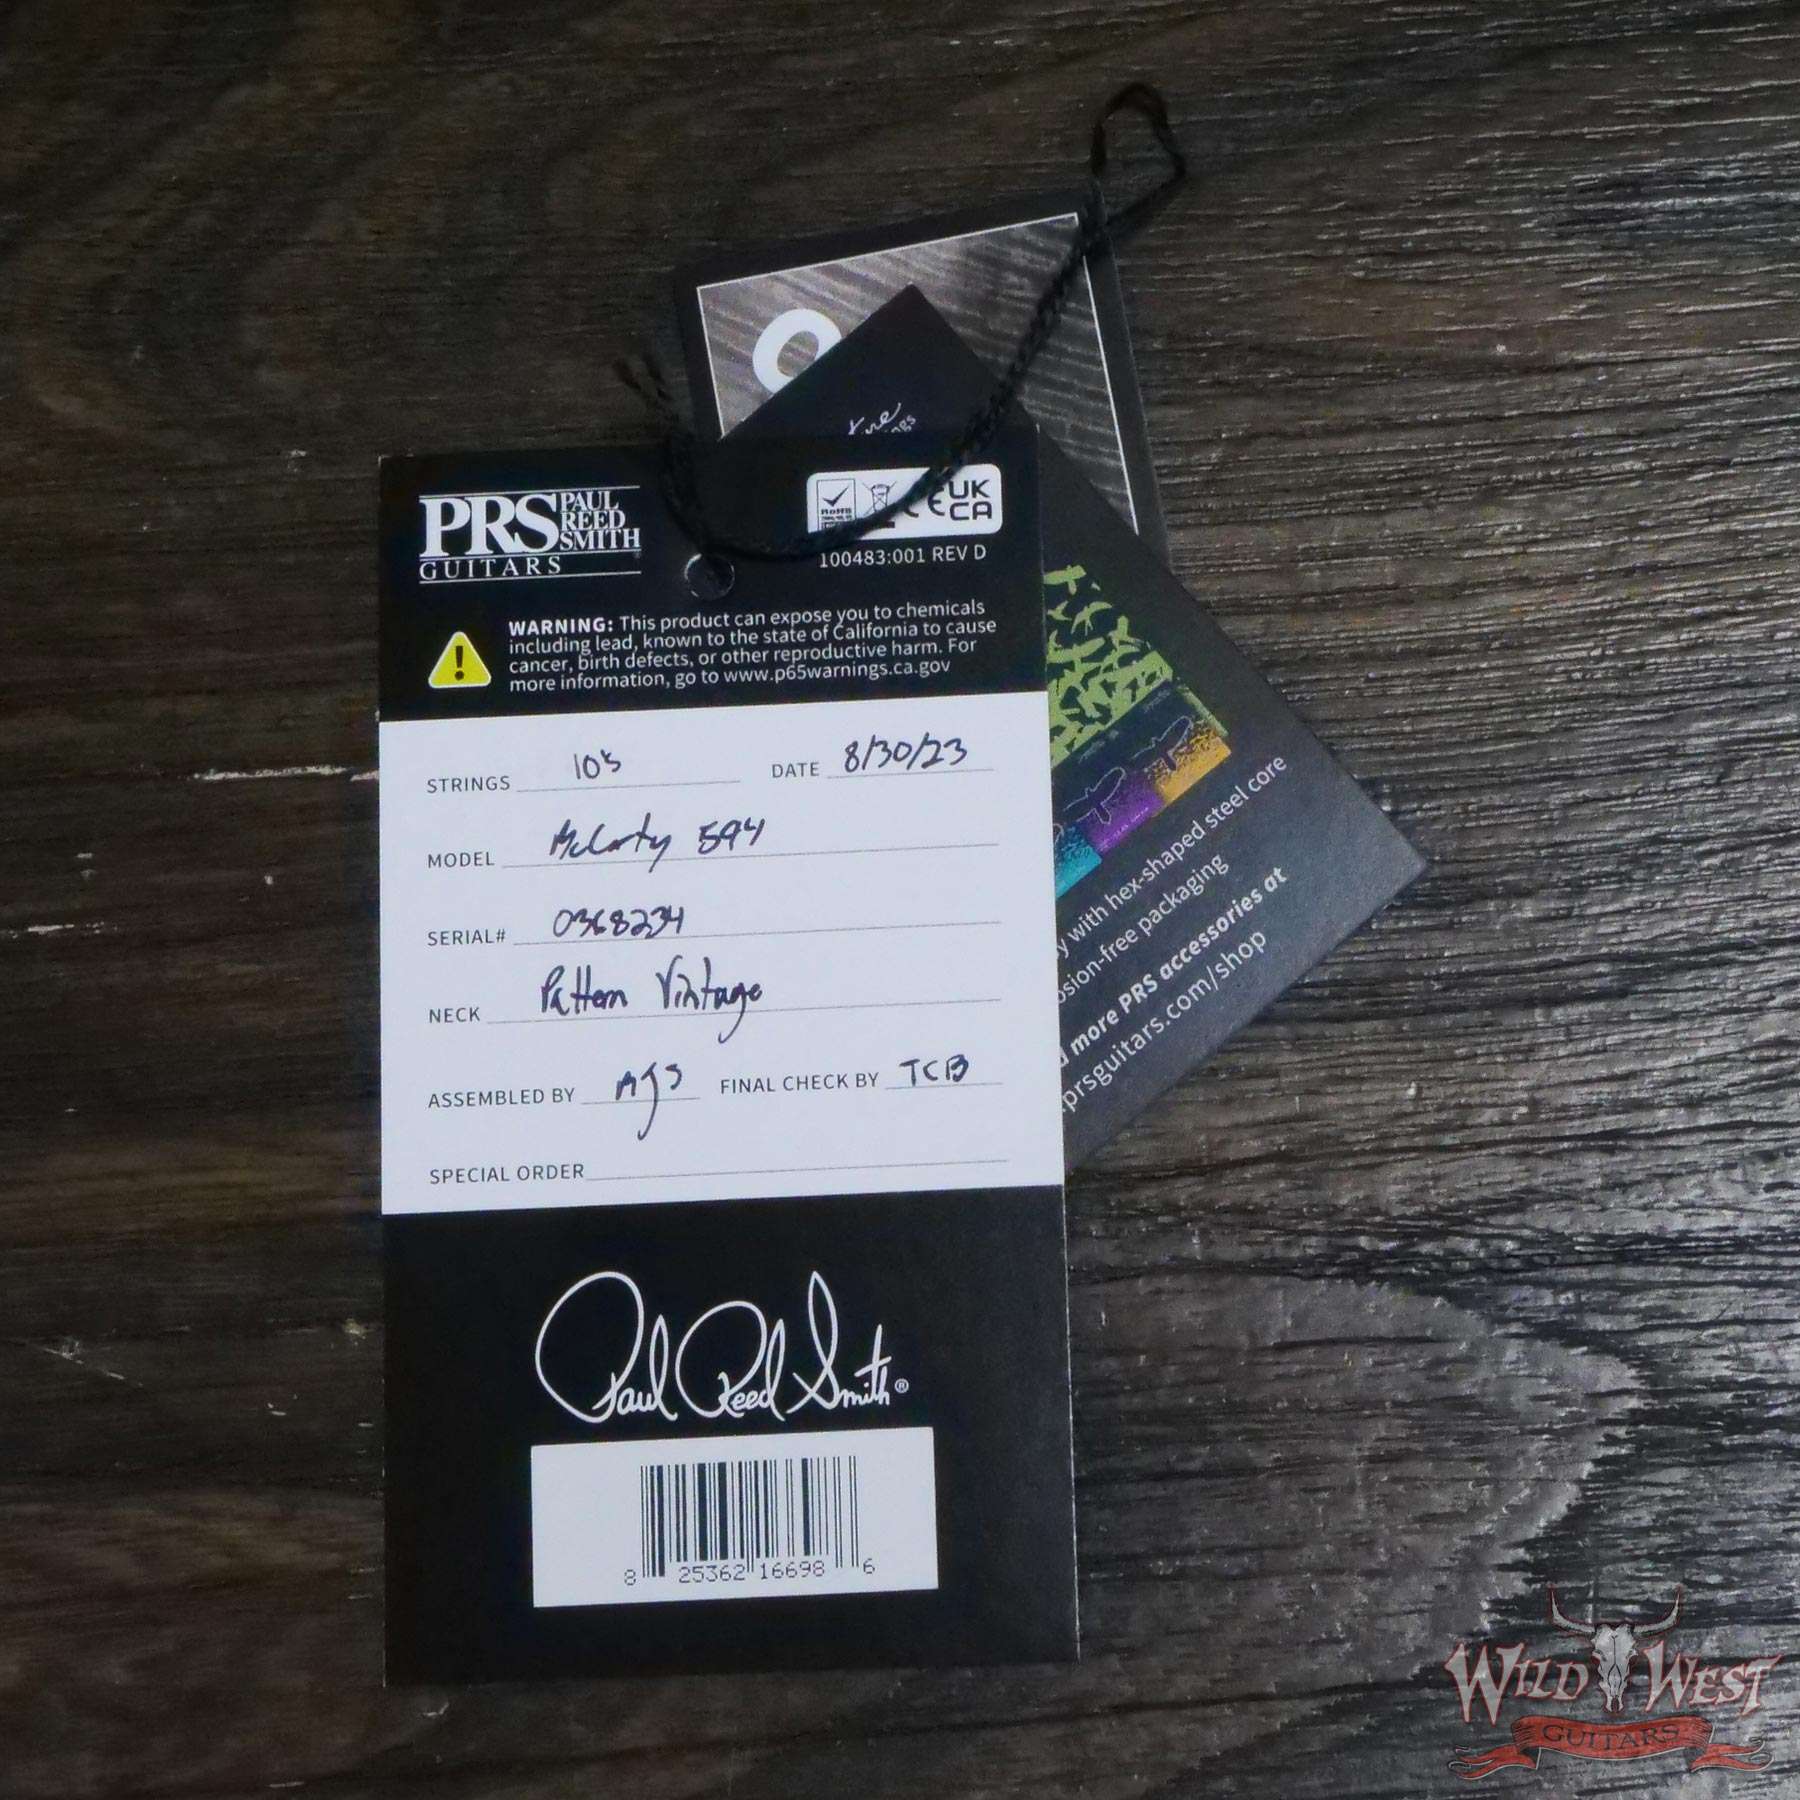 PRS PAUL REED SMITH
GUITARS
RoHS
UK
CA
100483:001 REV D
WARNING: This product can expose you to chemicals
including lead, known to the state of California to cause
cancer, birth defects, or other reproductive harm. For
more information, go to www.p65warnings.ca.gov
STRINGS 10's DATE 8/30/23
MODEL McCarty 594
SERIAL# 0368234
NECK Pattern Vintage
ASSEMBLED BY AJS FINAL CHECK BY TCB
SPECIAL ORDER
Paul Reed Smith®
8 25362 16698 6
with hex-shaped steel core
-free packaging
more PRS accessories at
prsguitars.com/shop
WILD WEST
GUITARS